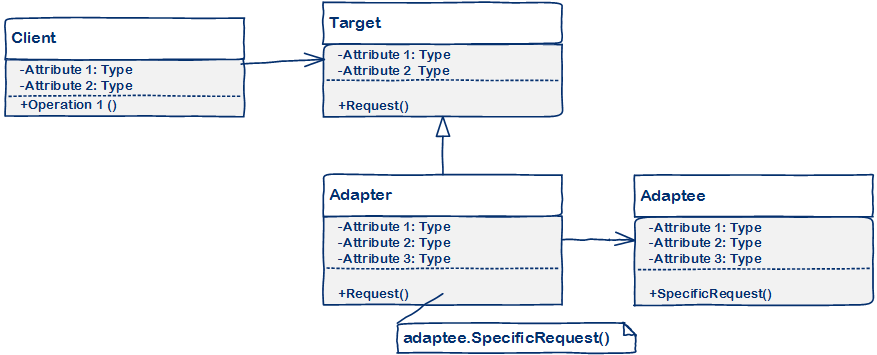 Client
-Attribute 1: Type
-Attribute 2: Type
+Operation 1 ()
Target
-Attribute 1: Type
-Attribute 2  Type
+Request()
Adapter
-Attribute 1: Type
-Attribute 2: Type
-Attribute 3: Type
+Request()
Adaptee
-Attribute 1: Type
-Attribute 2: Type
-Attribute 3: Type
+SpecificRequest()
adaptee.SpecificRequest()